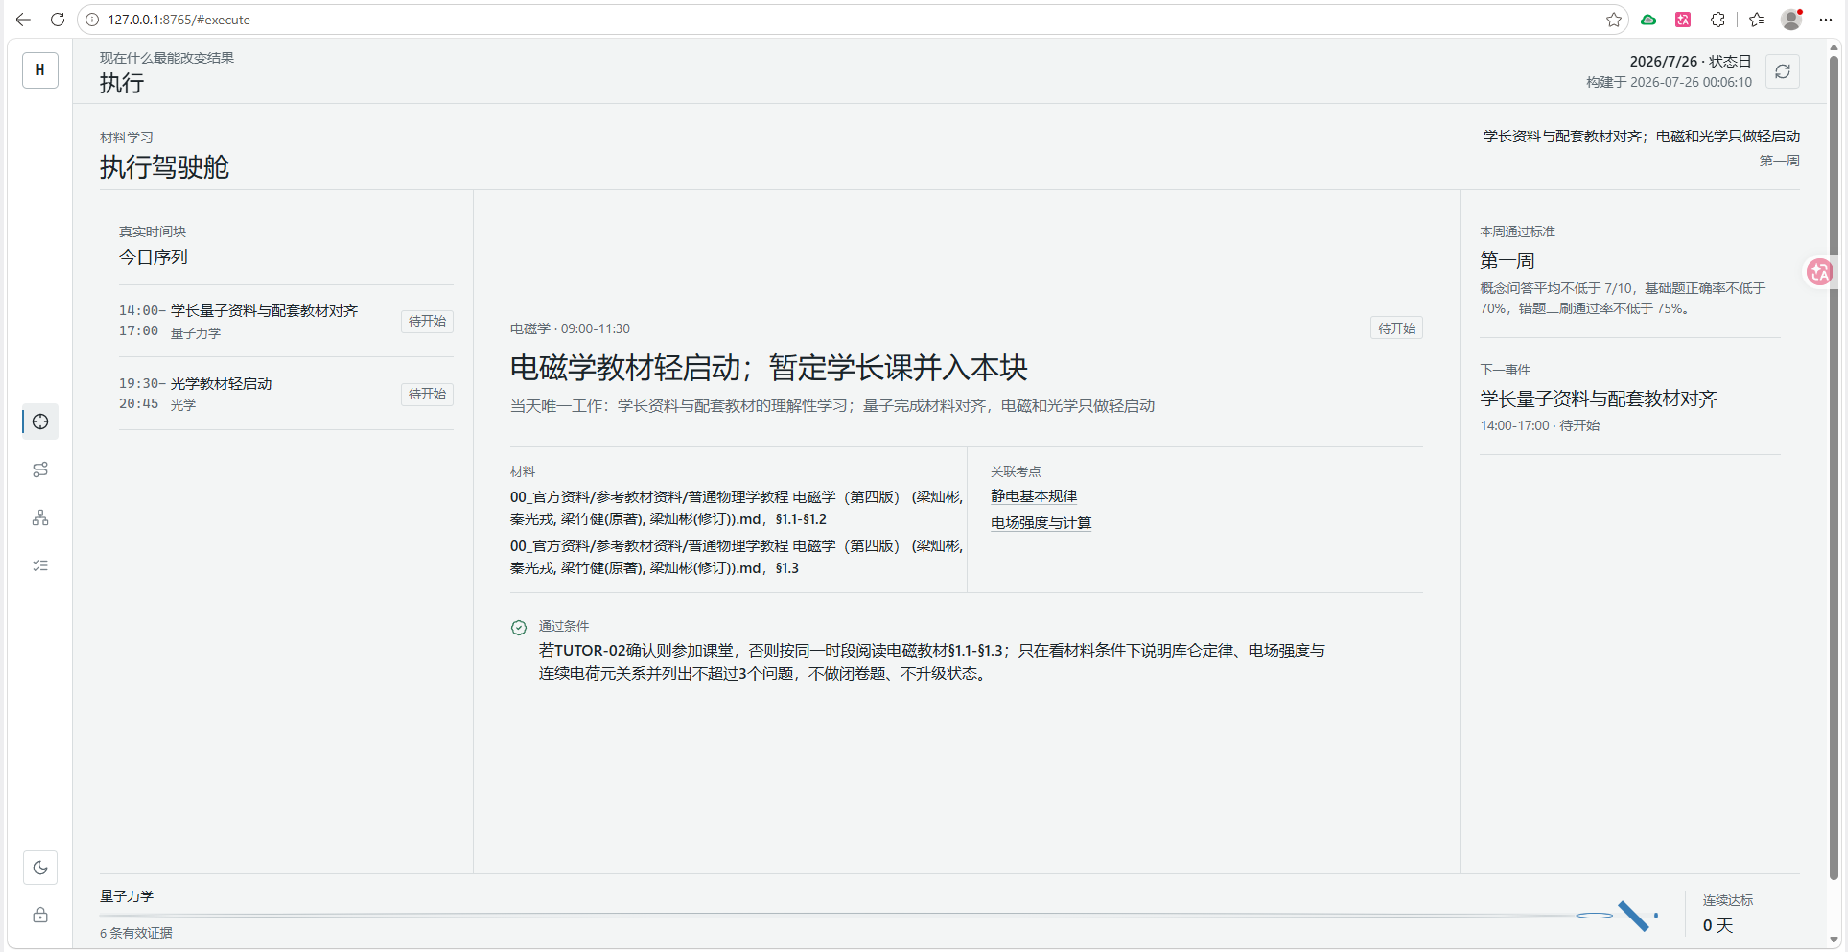 127.0.0.1:8765/#execute
H
现在什么最能改变结果
执行
2026/7/26 · 状态日
构建于 2026-07-26 00:06:10
材料学习
执行驾驶舱
学长资料与配套教材对齐；电磁和光学只做轻启动
第一周
真实时间块
今日序列
14:00–17:00
学长量子资料与配套教材对齐
量子力学
待开始
19:30–20:45
光学教材轻启动
光学
待开始
电磁学 · 09:00-11:30
待开始
电磁学教材轻启动；暂定学长课并入本块
当天唯一工作：学长资料与配套教材的理解性学习；量子完成材料对齐，电磁和光学只做轻启动
材料
00_官方资料/参考教材资料/普通物理学教程 电磁学（第四版） (梁灿彬,
秦光戎, 梁竹健(原著), 梁灿彬(修订)).md，§1.1-§1.2
00_官方资料/参考教材资料/普通物理学教程 电磁学（第四版） (梁灿彬,
秦光戎, 梁竹健(原著), 梁灿彬(修订)).md，§1.3
关联考点
静电基本规律
电场强度与计算
通过条件
若TUTOR-02确认则参加课堂，否则按同一时段阅读电磁教材§1.1-§1.3；只在看材料条件下说明库仑定律、电场强度与
连续电荷元关系并列出不超过3个问题，不做闭卷题、不升级状态。
本周通过标准
第一周
概念问答平均不低于 7/10，基础题正确率不低于
70%，错题二刷通过率不低于 75%。
下一事件
学长量子资料与配套教材对齐
14:00-17:00 · 待开始
量子力学
6 条有效证据
连续达标
0 天